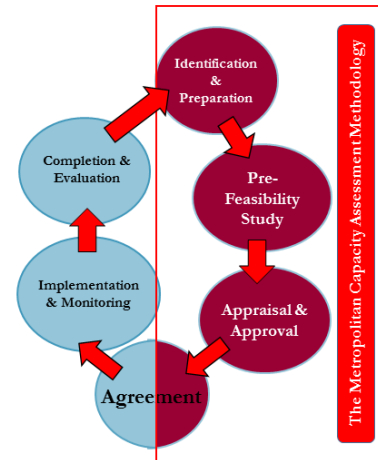 Identification
&
Preparation
Pre-
Feasibility
Study
Appraisal &
Approval
Agreement
Implementation
& Monitoring
Completion &
Evaluation
The Metropolitan Capacity Assessment Methodology